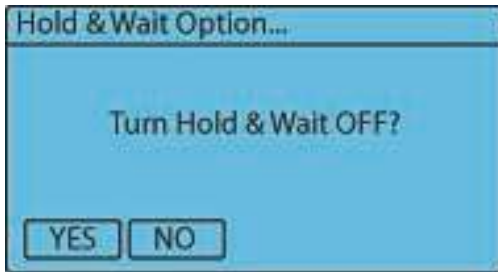 Hold & Wait Option...
Turn Hold & Wait OFF?
YES NO